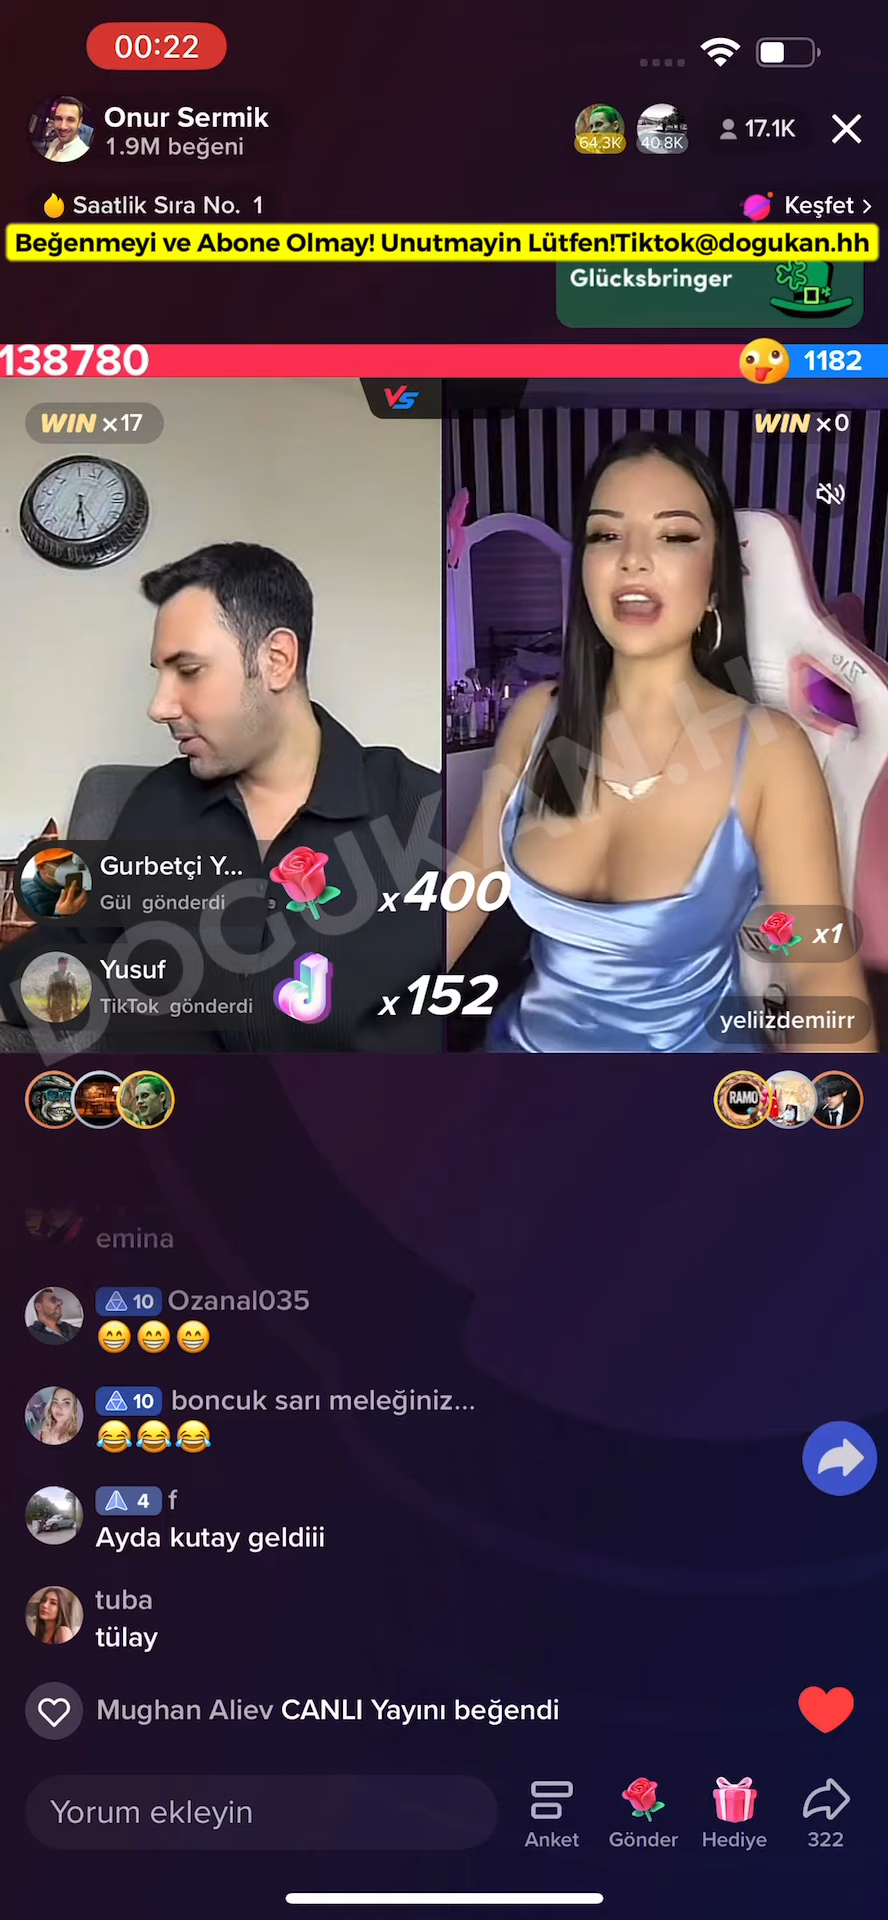 00:22
Onur Sermik
1.9M beğeni
64.3K
40.8K
17.1K
Saatlik Sıra No. 1
Keşfet >
Beğenmeyi ve Abone Olmay! Unutmayin Lütfen!Tiktok@dogukan.hh
Glücksbringer
138780
1182
VS
WIN x17
WIN x0
DOGUKAN.H
Gurbetçi Y...
Gül gönderdi
x400
x1
Yusuf
TikTok gönderdi
x152
yeliizdemiirr
RAMO
emina
10 Ozanal035
10 boncuk sarı meleğiniz...
4 f
Ayda kutay geldiii
tuba
tülay
Mughan Aliev CANLI Yayını beğendi
Yorum ekleyin
Anket
Gönder
Hediye
322